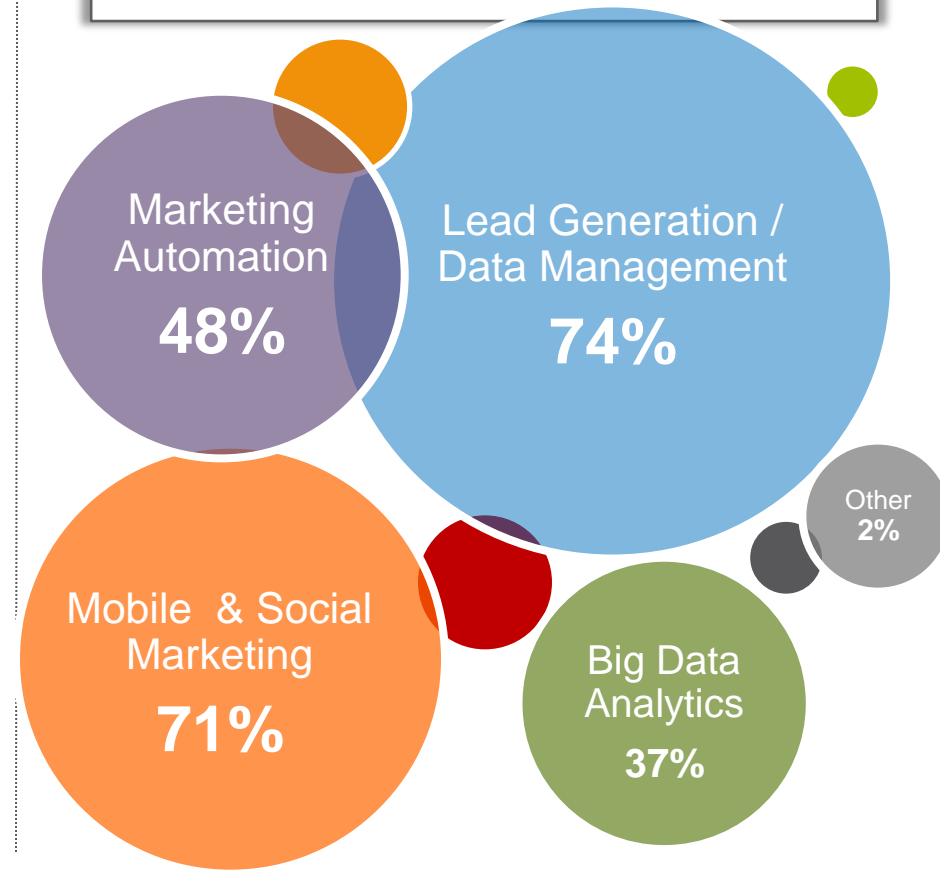 Marketing
Automation
48%
Lead Generation /
Data Management
74%
Other
2%
Mobile & Social
Marketing
71%
Big Data
Analytics
37%